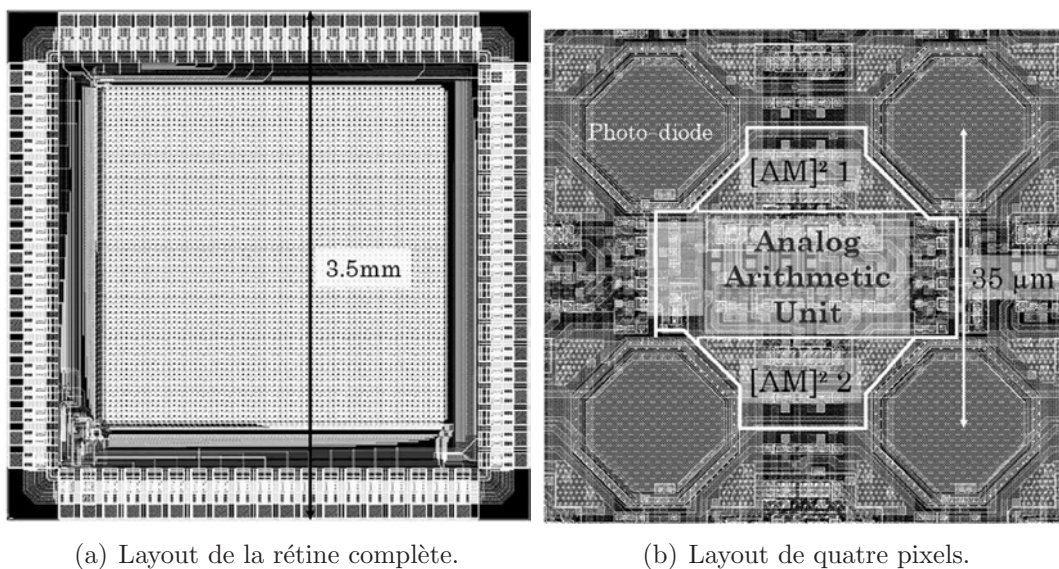 3.5mm
Photo-diode
[AM]² 1
Analog
Arithmetic
Unit
35 µm
[AM]² 2
(a) Layout de la rétine complète.
(b) Layout de quatre pixels.